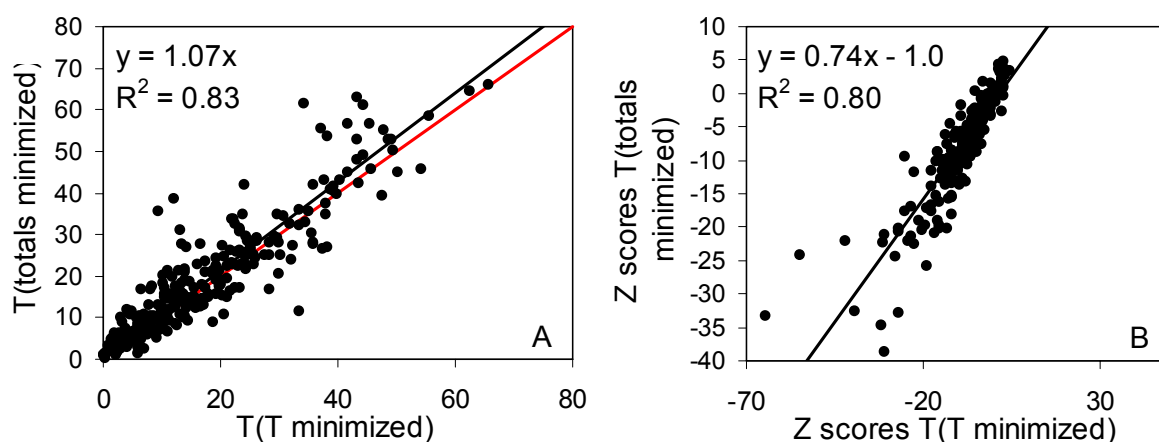 80
70
60
50
40
30
20
10
0
T(totals minimized)
y = 1.07x
R² = 0.83
A
0 20 40 60 80
T(T minimized)
10
5
0
-5
-10
-15
-20
-25
-30
-35
-40
Z scores T(totals
minimized)
y = 0.74x - 1.0
R² = 0.80
B
-70 -20 30
Z scores T(T minimized)